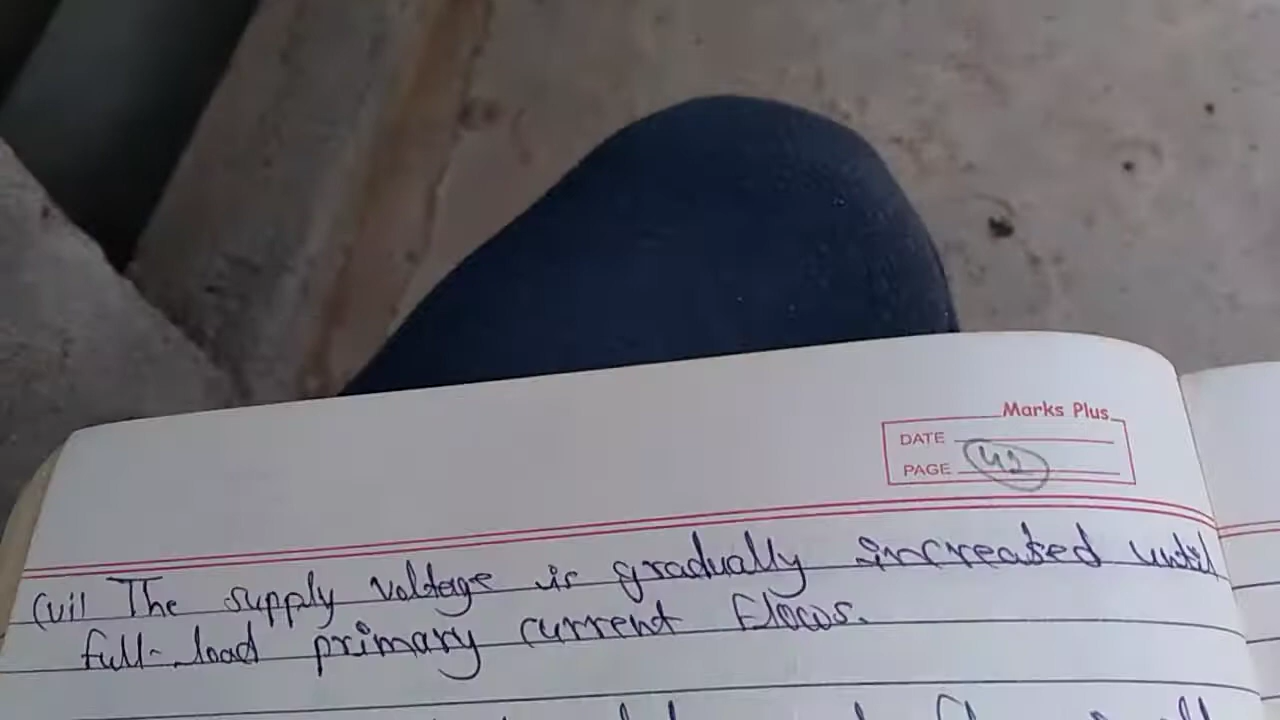 Marks Plus
DATE
PAGE 42
(vi) The supply voltage is gradually increased until
full-load primary current flows.